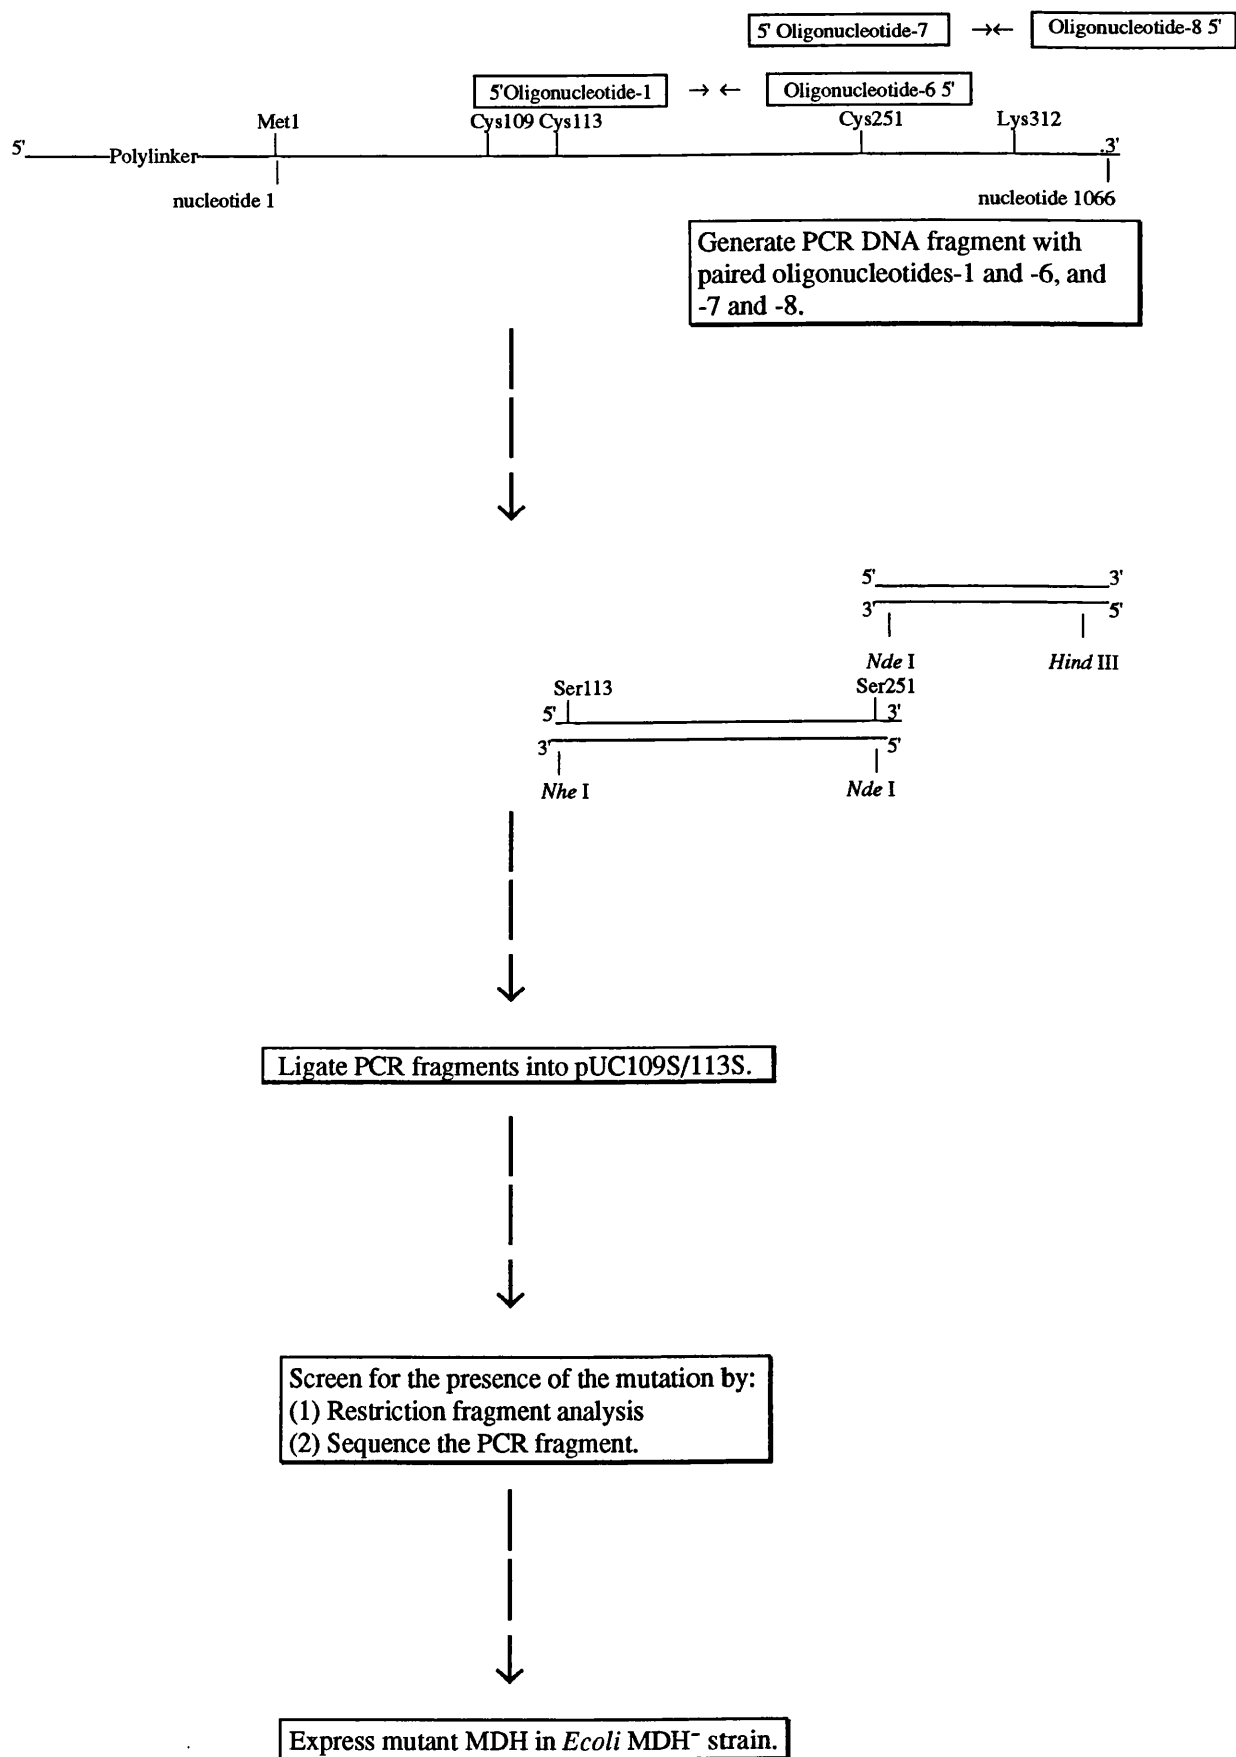 5' Oligonucleotide-7 →← Oligonucleotide-8 5'
5'Oligonucleotide-1 → ← Oligonucleotide-6 5'
Met1 Cys109 Cys113 Cys251 Lys312
5' Polylinker .3'
nucleotide 1 nucleotide 1066
Generate PCR DNA fragment with
paired oligonucleotides-1 and -6, and
-7 and -8.
5' 3'
3' 5'
Nde I Hind III
Ser113 Ser251
5' 3'
3' 5'
Nhe I Nde I
Ligate PCR fragments into pUC109S/113S.
Screen for the presence of the mutation by:
(1) Restriction fragment analysis
(2) Sequence the PCR fragment.
Express mutant MDH in Ecoli MDH⁻ strain.